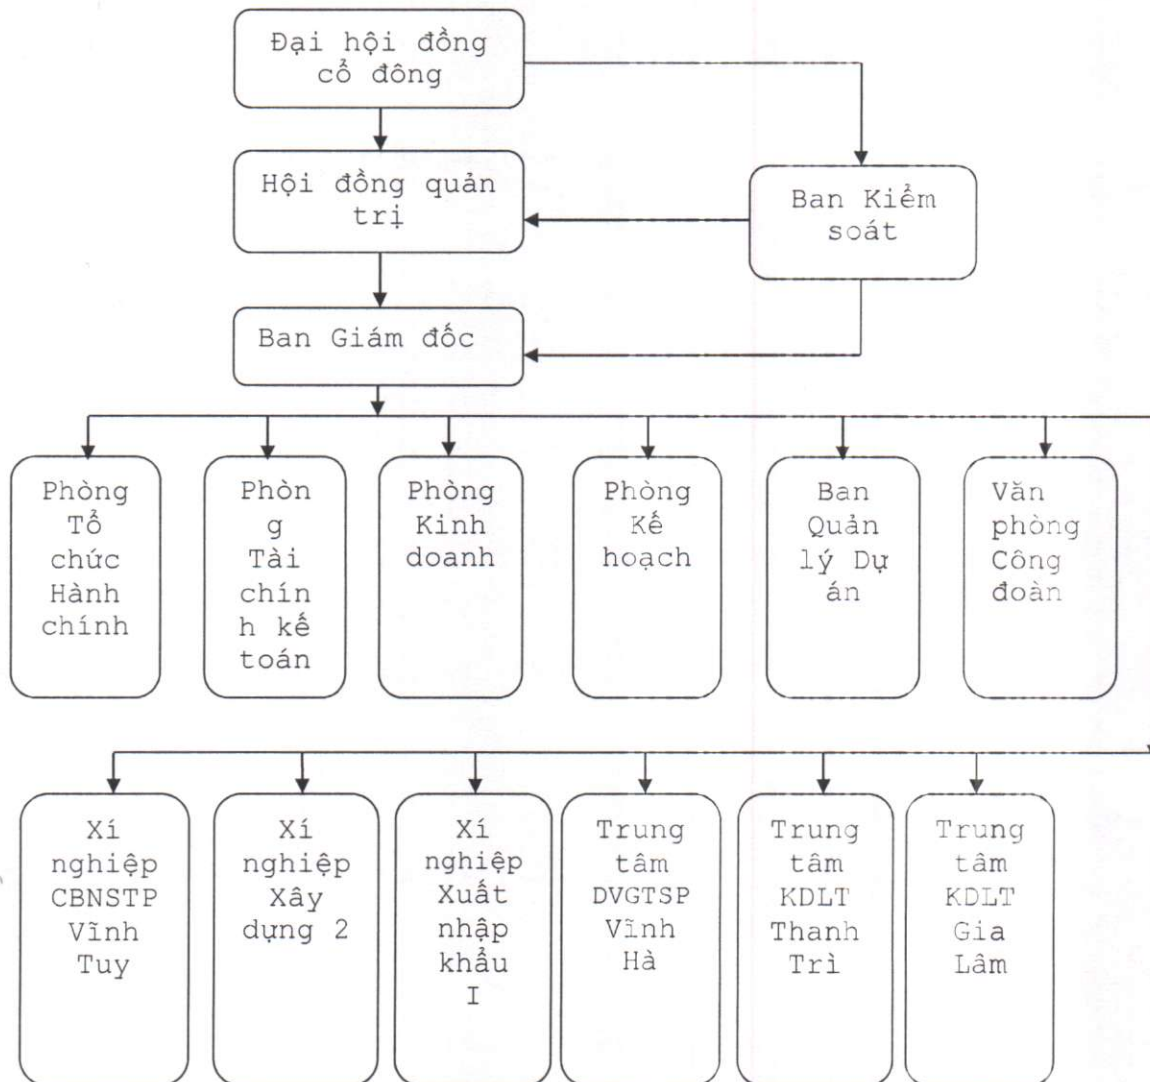 Đại hội đồng
cổ đông
Hội đồng quản
trị
Ban Kiểm
soát
Ban Giám đốc
Phòng
Tổ
chức
Hành
chính
Phòn
g
Tài
chín
h kế
toán
Phòng
Kinh
doanh
Phòng
Kế
hoạch
Ban
Quản
lý Dự
án
Văn
phòng
Công
đoàn
Xí
nghiệp
CBNSTP
Vĩnh
Tuy
Xí
nghiệp
Xây
dựng 2
Xí
nghiệp
Xuất
nhập
khẩu
I
Trung
tâm
DVGTSP
Vĩnh
Hà
Trung
tâm
KDLT
Thanh
Trì
Trung
tâm
KDLT
Gia
Lâm